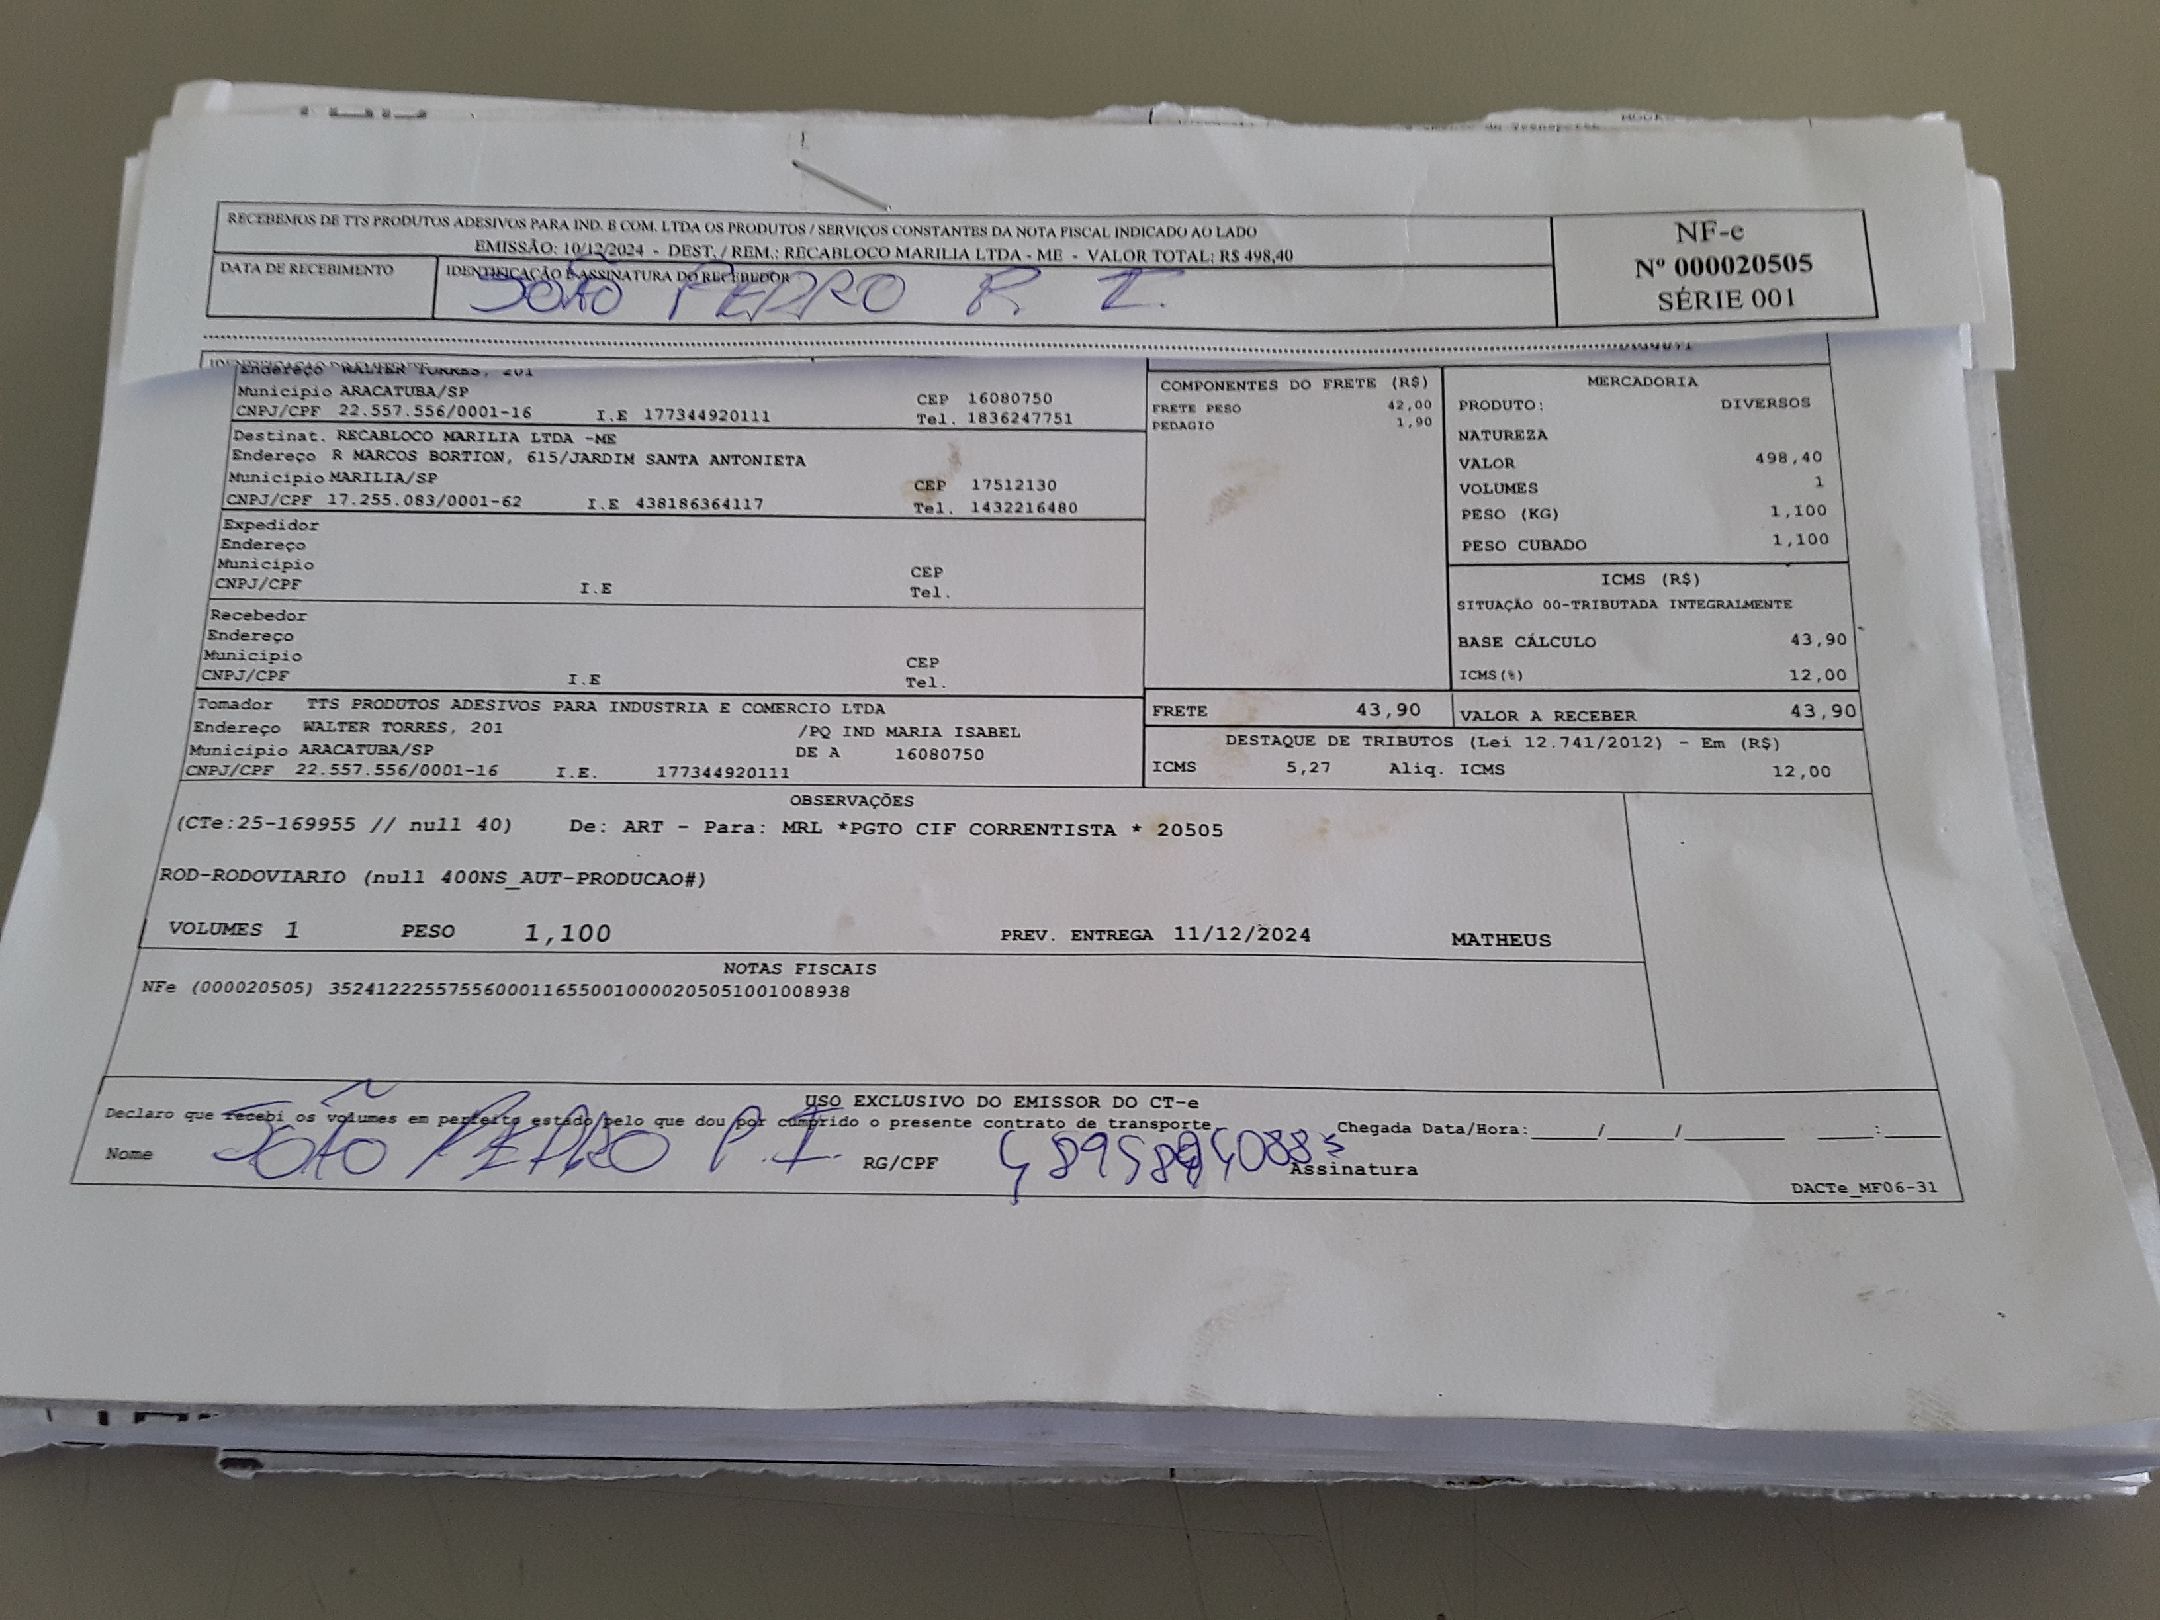 RECEBEMOS DE TTS PRODUTOS ADESIVOS PARA IND. E COM. LTDA OS PRODUTOS / SERVIÇOS CONSTANTES DA NOTA FISCAL INDICADO AO LADO
EMISSÃO: 10/12/2024 - DEST. / REM.: RECABLOCO MARILIA LTDA - ME - VALOR TOTAL: R$ 498,40
DATA DE RECEBIMENTO
IDENTIFICAÇÃO E ASSINATURA DO RECEBEDOR
JOÃO PEDRO P. I.
NF-e
Nº 000020505
SÉRIE 001
Endereço WALTER TORRES, 201
Municipio ARACATUBA/SP CEP 16080750
CNPJ/CPF 22.557.556/0001-16 I.E 177344920111 Tel. 1836247751
Destinat. RECABLOCO MARILIA LTDA -ME
Endereço R MARCOS BORTION, 615/JARDIM SANTA ANTONIETA
Municipio MARILIA/SP CEP 17512130
CNPJ/CPF 17.255.083/0001-62 I.E 438186364117 Tel. 1432216480
Expedidor
Endereço
Municipio CEP
CNPJ/CPF I.E Tel.
Recebedor
Endereço
Municipio CEP
CNPJ/CPF I.E Tel.
Tomador TTS PRODUTOS ADESIVOS PARA INDUSTRIA E COMERCIO LTDA
Endereço WALTER TORRES, 201 /PQ IND MARIA ISABEL
Municipio ARACATUBA/SP DE A 16080750
CNPJ/CPF 22.557.556/0001-16 I.E. 177344920111
COMPONENTES DO FRETE (R$)
FRETE PESO 42,00
PEDAGIO 1,90
MERCADORIA
PRODUTO: DIVERSOS
NATUREZA
VALOR 498,40
VOLUMES 1
PESO (KG) 1,100
PESO CUBADO 1,100
ICMS (R$)
SITUAÇÃO 00-TRIBUTADA INTEGRALMENTE
BASE CÁLCULO 43,90
ICMS(%) 12,00
FRETE 43,90 VALOR A RECEBER 43,90
DESTAQUE DE TRIBUTOS (Lei 12.741/2012) - Em (R$)
ICMS 5,27 Aliq. ICMS 12,00
OBSERVAÇÕES
(CTe:25-169955 // null 40) De: ART - Para: MRL *PGTO CIF CORRENTISTA * 20505
ROD-RODOVIARIO (null 400NS_AUT-PRODUCAO#)
VOLUMES 1 PESO 1,100 PREV. ENTREGA 11/12/2024 MATHEUS
NOTAS FISCAIS
NFe (000020505) 35241222557556000116550010000205051001008938
USO EXCLUSIVO DO EMISSOR DO CT-e
Declaro que recebi os volumes em perfeito estado pelo que dou por cumprido o presente contrato de transporte. Chegada Data/Hora:_____/_____/_______ ____:____
Nome JOÃO PEDRO P. I. RG/CPF Assinatura
DACTe_MF06-31